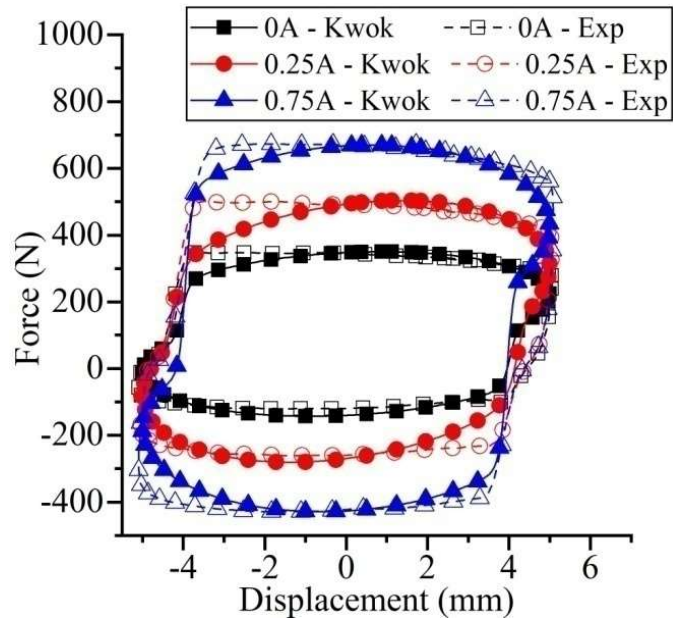 0A - Kwok 0A - Exp
0.25A - Kwok 0.25A - Exp
0.75A - Kwok 0.75A - Exp
1000
800
600
400
200
0
-200
-400
Force (N)
-4 -2 0 2 4 6
Displacement (mm)